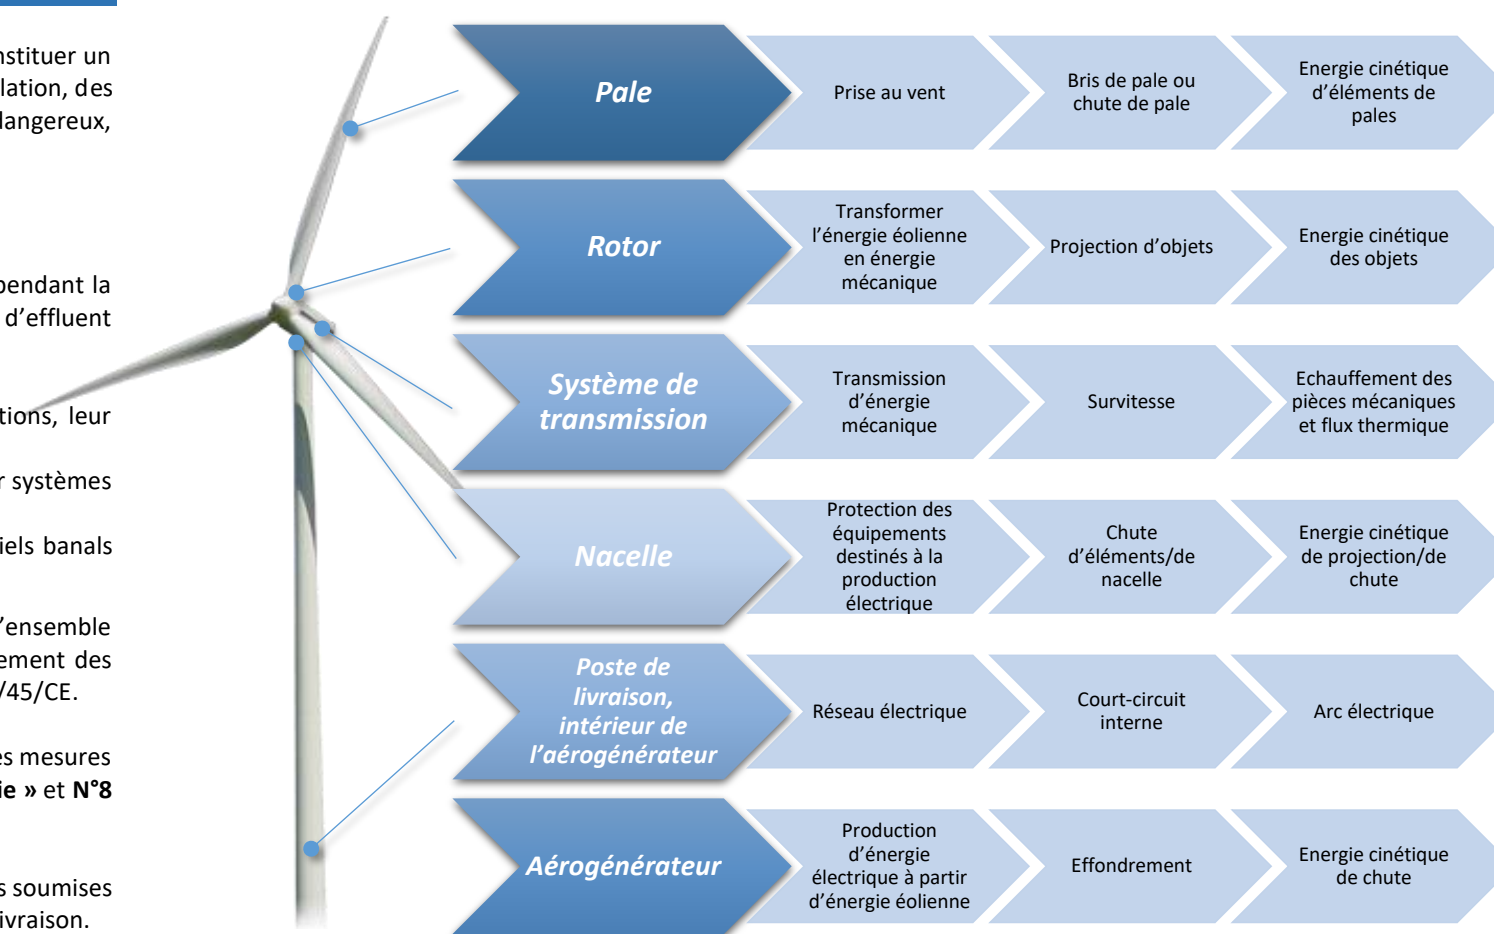 nstituer un
lation, des
dangereux,
pendant la
d’effluent
tions, leur
r systèmes
iels banals
l’ensemble
ement des
/45/CE.
es mesures
ie » et N°8
s soumises
ivraison.
Pale
Prise au vent
Bris de pale ou
chute de pale
Energie cinétique
d’éléments de
pales
Rotor
Transformer
l’énergie éolienne
en énergie
mécanique
Projection d’objets
Energie cinétique
des objets
Système de
transmission
Transmission
d’énergie
mécanique
Survitesse
Echauffement des
pièces mécaniques
et flux thermique
Nacelle
Protection des
équipements
destinés à la
production
électrique
Chute
d’éléments/de
nacelle
Energie cinétique
de projection/de
chute
Poste de
livraison,
intérieur de
l’aérogénérateur
Réseau électrique
Court-circuit
interne
Arc électrique
Aérogénérateur
Production
d’énergie
électrique à partir
d’énergie éolienne
Effondrement
Energie cinétique
de chute